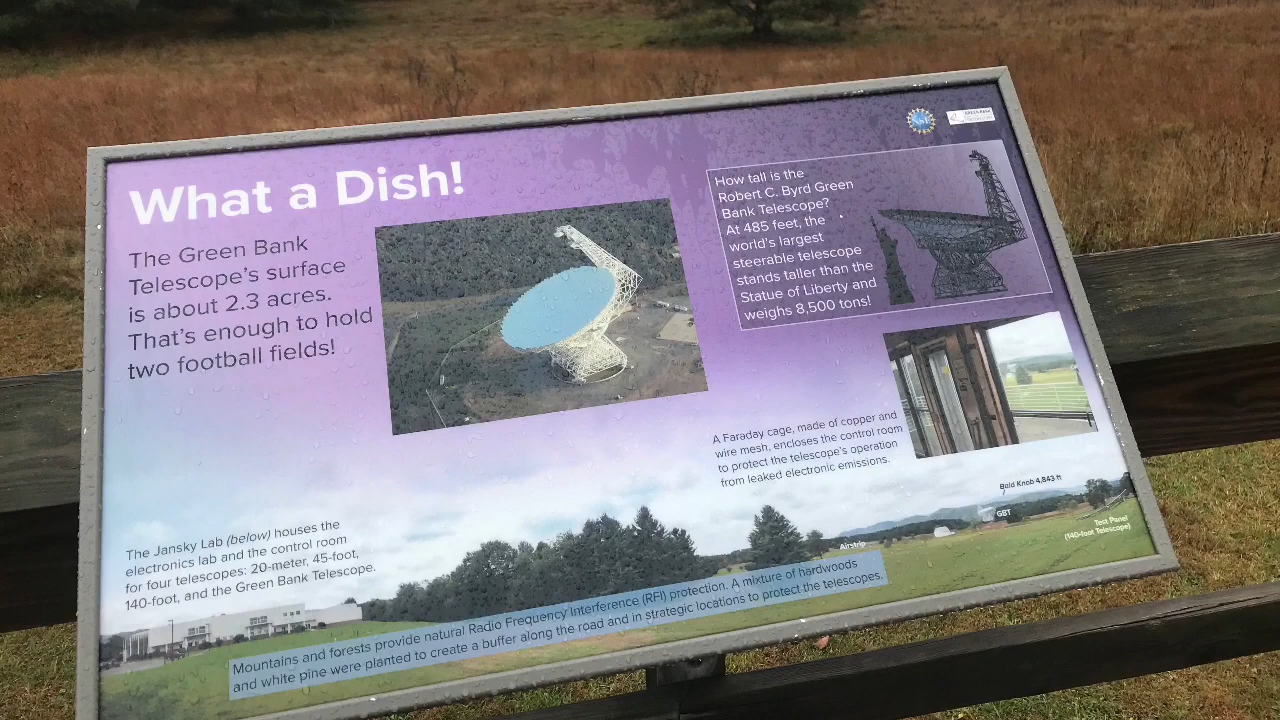 What a Dish!
The Green Bank
Telescope's surface
is about 2.3 acres.
That's enough to hold
two football fields!
How tall is the
Robert C. Byrd Green
Bank Telescope?
At 485 feet, the
world's largest
steerable telescope
stands taller than the
Statue of Liberty and
weighs 8,500 tons!
A Faraday cage, made of copper and
wire mesh, encloses the control room
to protect the telescope's operation
from leaked electronic emissions.
The Jansky Lab (below) houses the
electronics lab and the control room
for four telescopes: 20-meter, 45-foot,
140-foot, and the Green Bank Telescope.
Bald Knob 4,843 ft
GBT
Airstrip
Test Panel
(140-foot Telescope)
Mountains and forests provide natural Radio Frequency Interference (RFI) protection. A mixture of hardwoods
and white pine were planted to create a buffer along the road and in strategic locations to protect the telescopes.
NSF
GREEN BANK
OBSERVATORY